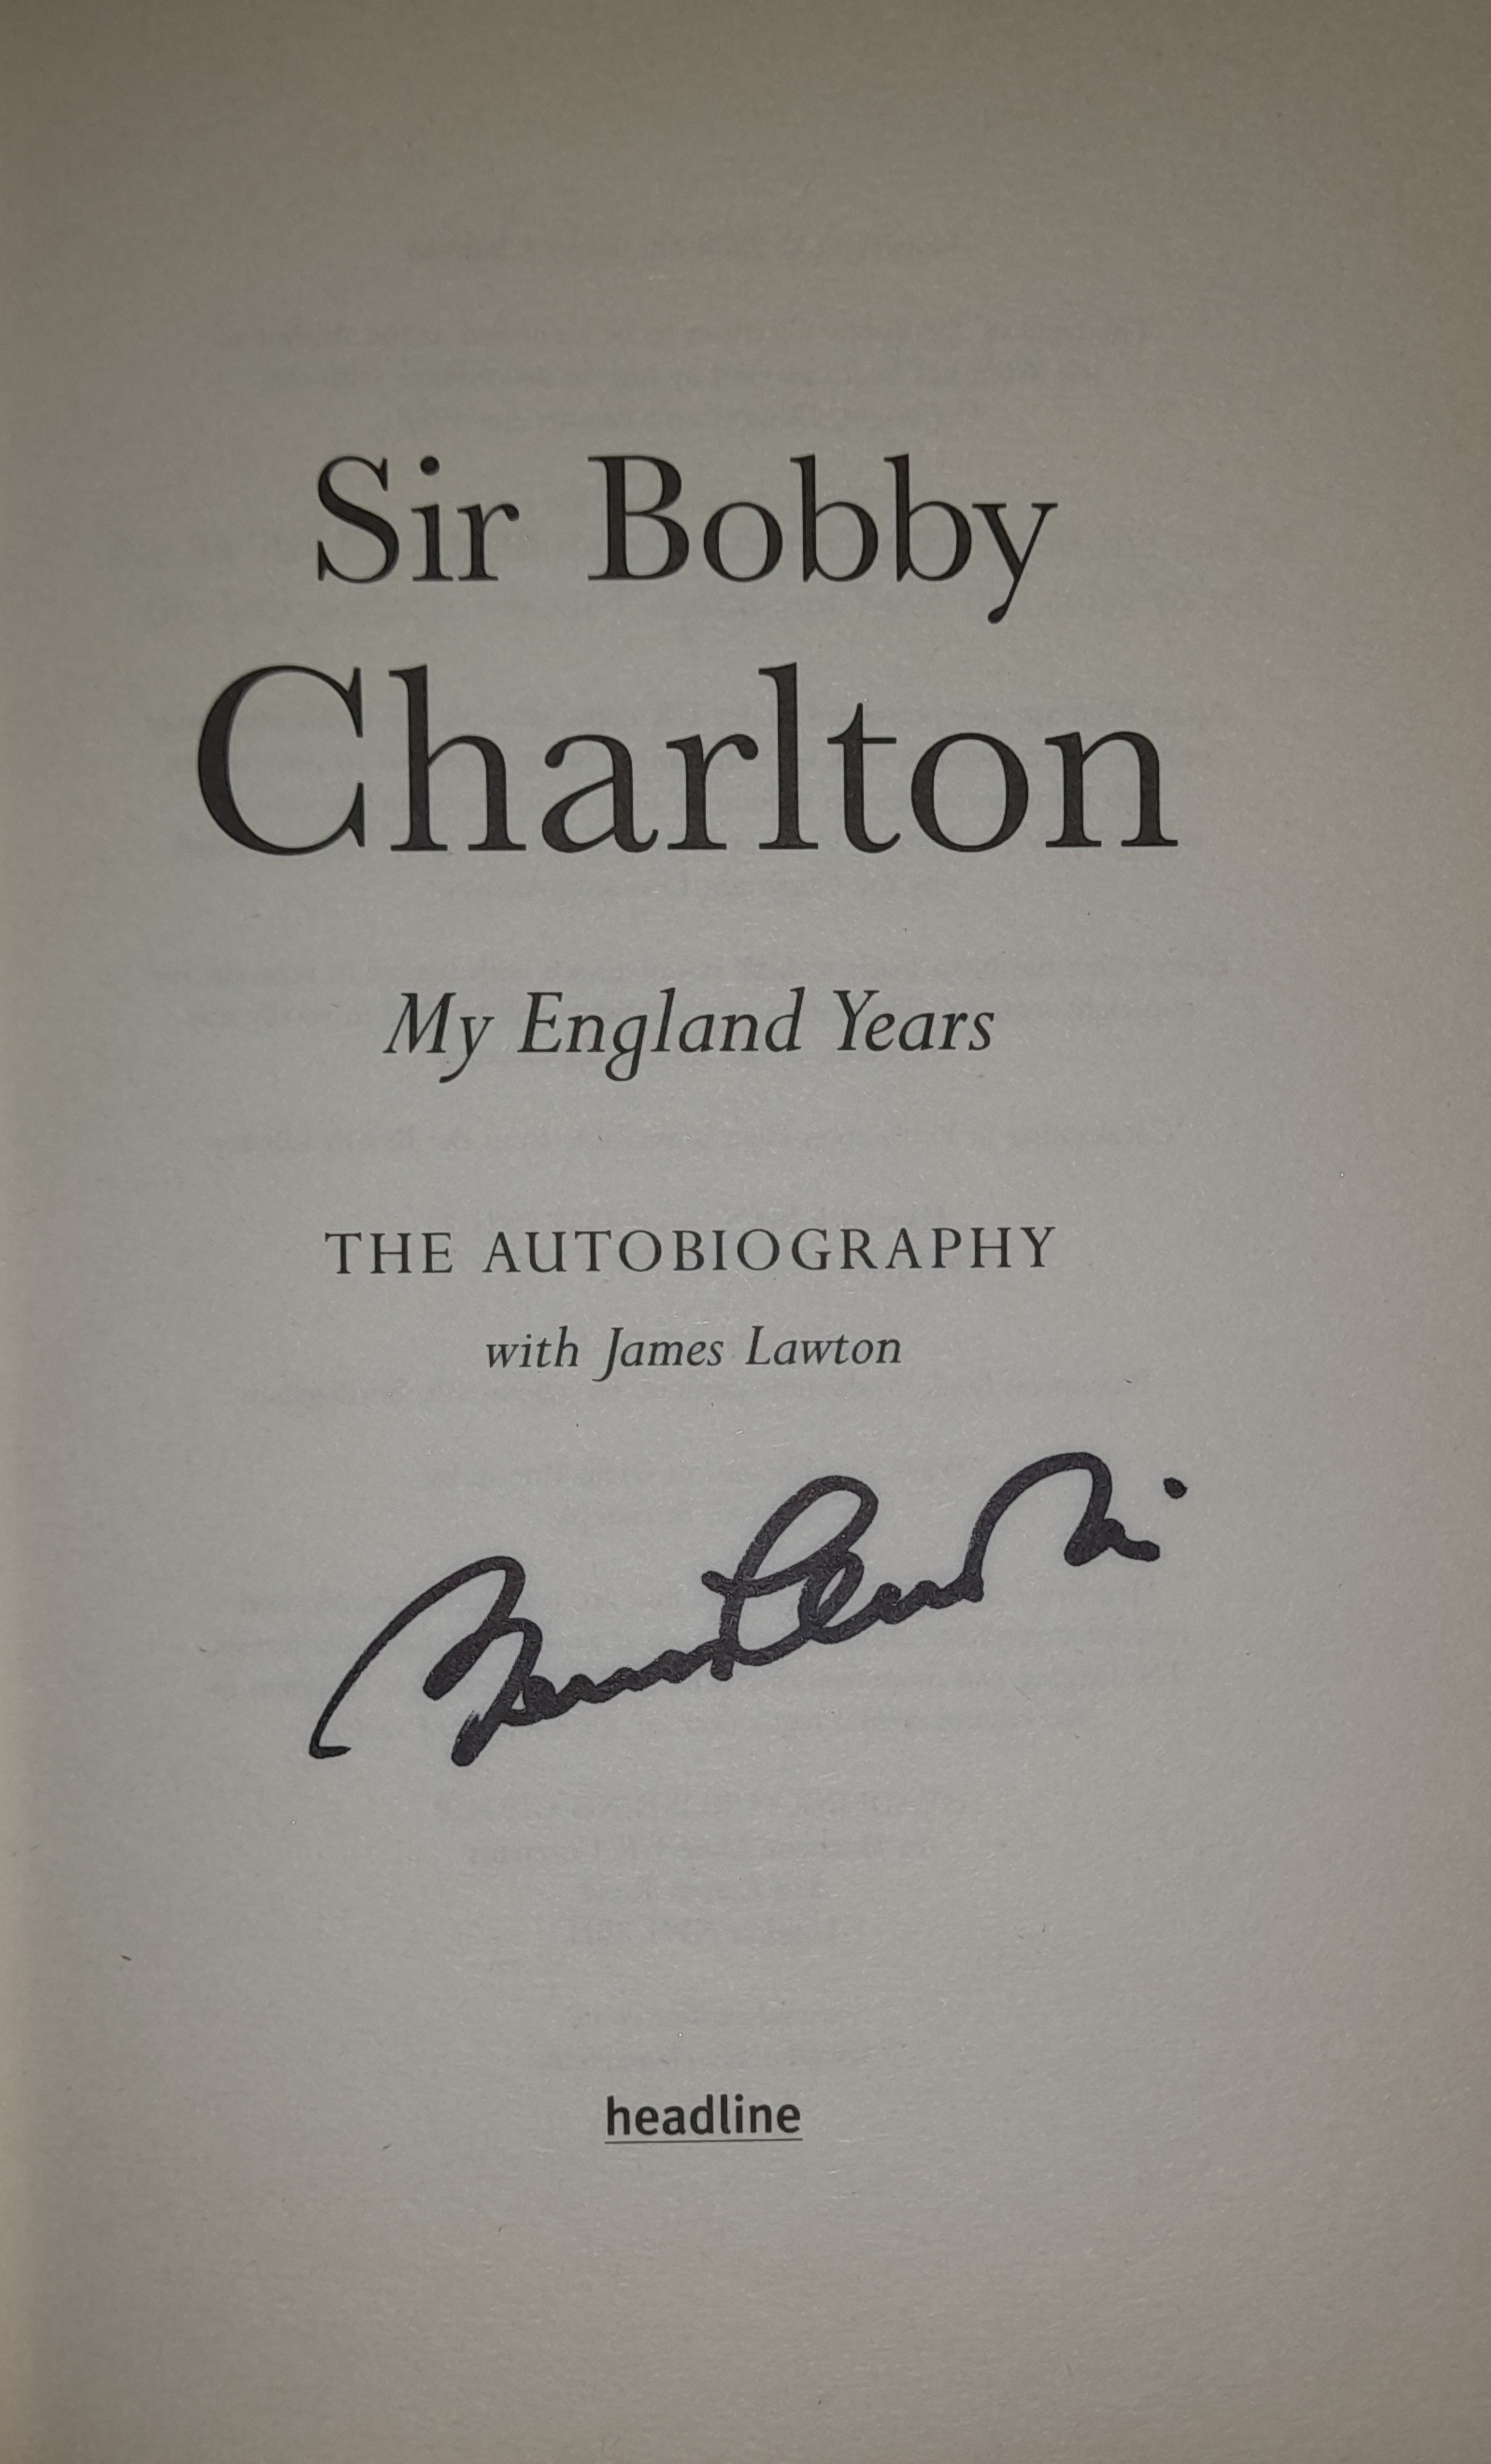 Sir Bobby
Charlton
My England Years
THE AUTOBIOGRAPHY
with James Lawton
headline